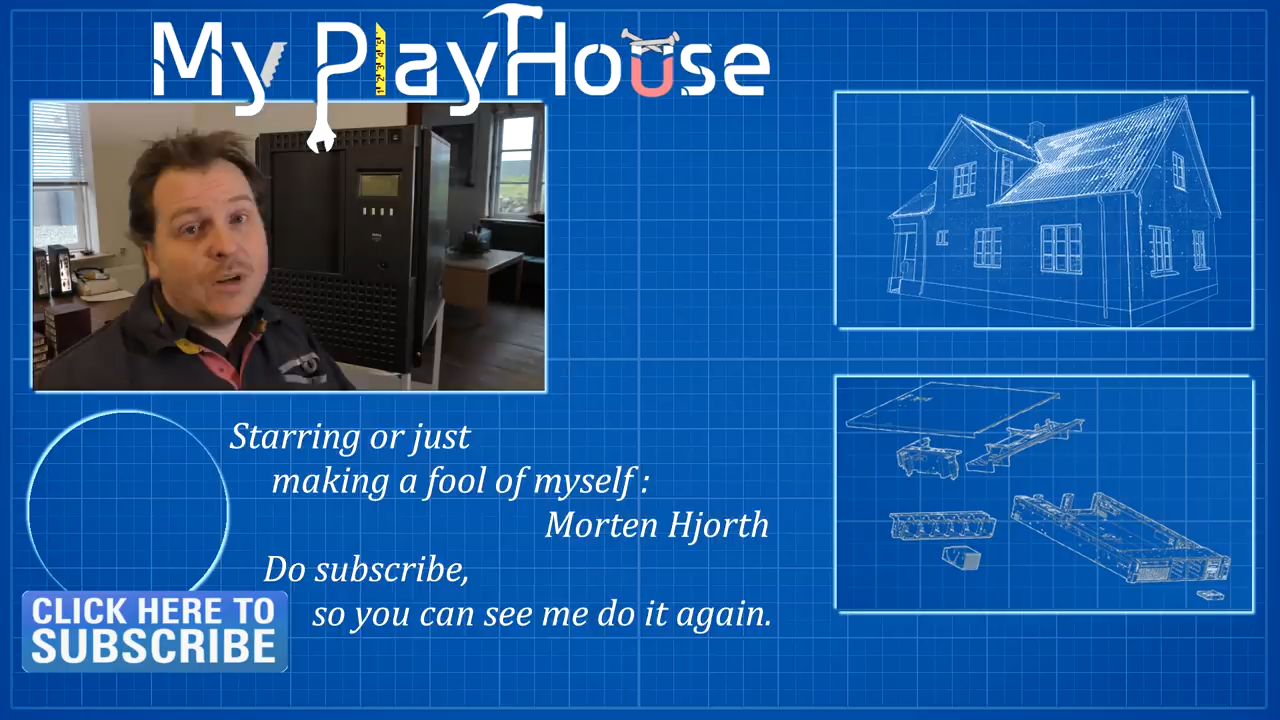 My PlayHouse
Starring or just
making a fool of myself :
Morten Hjorth
Do subscribe,
so you can see me do it again.
CLICK HERE TO
SUBSCRIBE